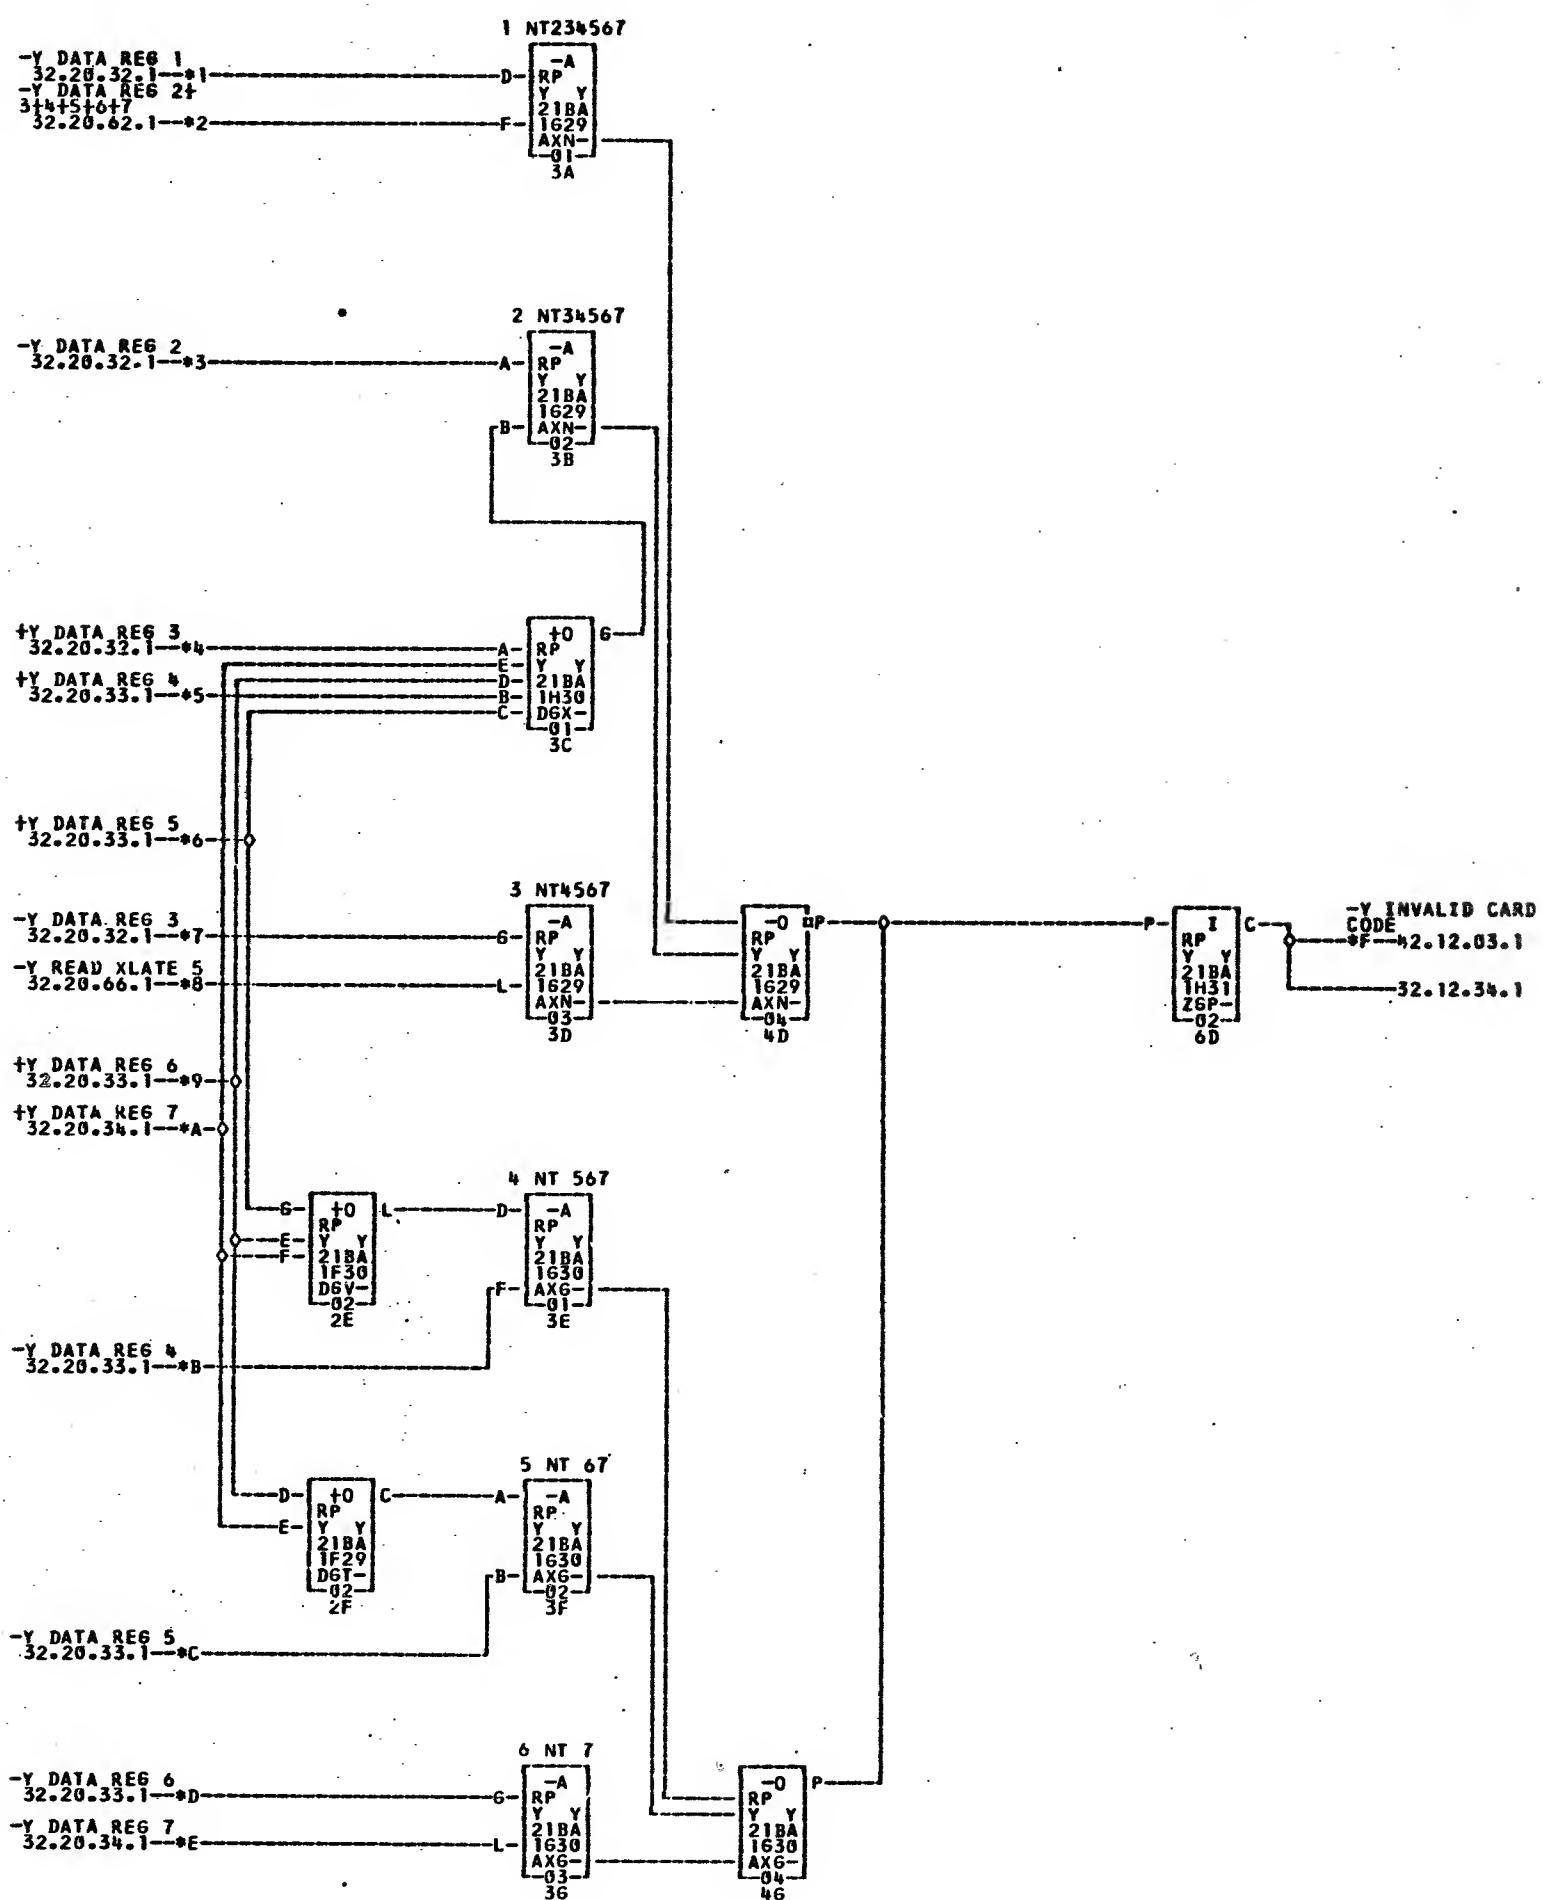 1 NT234567
-Y DATA REG 1
32.20.32.1--*1
-Y DATA REG 2+
3+4+5+6+7
32.20.62.1--*2
D
F
-A
RP
Y Y
21BA
1G29
AXN-
01
3A
2 NT34567
-Y DATA REG 2
32.20.32.1--*3
A
B
-A
RP
Y Y
21BA
1G29
AXN-
02
3B
+Y DATA REG 3
32.20.32.1--*4
+Y DATA REG 4
32.20.33.1--*5
A
E
D
B
C
+O G
RP
Y Y
21BA
1H30
DGX-
01
3C
+Y DATA REG 5
32.20.33.1--*6
3 NT4567
-Y DATA REG 3
32.20.32.1--*7
-Y READ XLATE 5
32.20.66.1--*8
G
L
-A
RP
Y Y
21BA
1G29
AXN-
03
3D
-O P
RP
Y Y
21BA
1G29
AXN-
04
4D
P
I C
RP
Y Y
21BA
1H31
ZGP-
02
6D
-Y INVALID CARD
CODE
*F--42.12.03.1
32.12.34.1
+Y DATA REG 6
32.20.33.1--*9
+Y DATA REG 7
32.20.34.1--*A
G
E
F
+O L
RP
Y Y
21BA
1F30
DGV-
02
2E
4 NT 567
D
F
-A
RP
Y Y
21BA
1G30
AXG-
01
3E
-Y DATA REG 4
32.20.33.1--*B
D
E
+O C
RP
Y Y
21BA
1F29
DGT-
02
2F
5 NT 67
A
B
-A
RP
Y Y
21BA
1G30
AXG-
02
3F
-Y DATA REG 5
32.20.33.1--*C
6 NT 7
-Y DATA REG 6
32.20.33.1--*D
-Y DATA REG 7
32.20.34.1--*E
G
L
-A
RP
Y Y
21BA
1G30
AXG-
03
3G
-O P
RP
Y Y
21BA
1G30
AXG-
04
4G